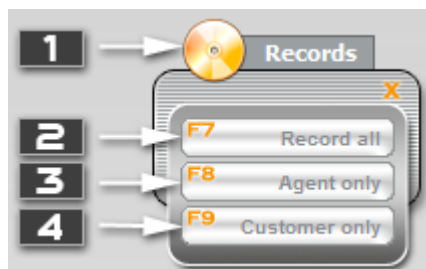 1 Records
X
2 F7 Record all
3 F8 Agent only
4 F9 Customer only